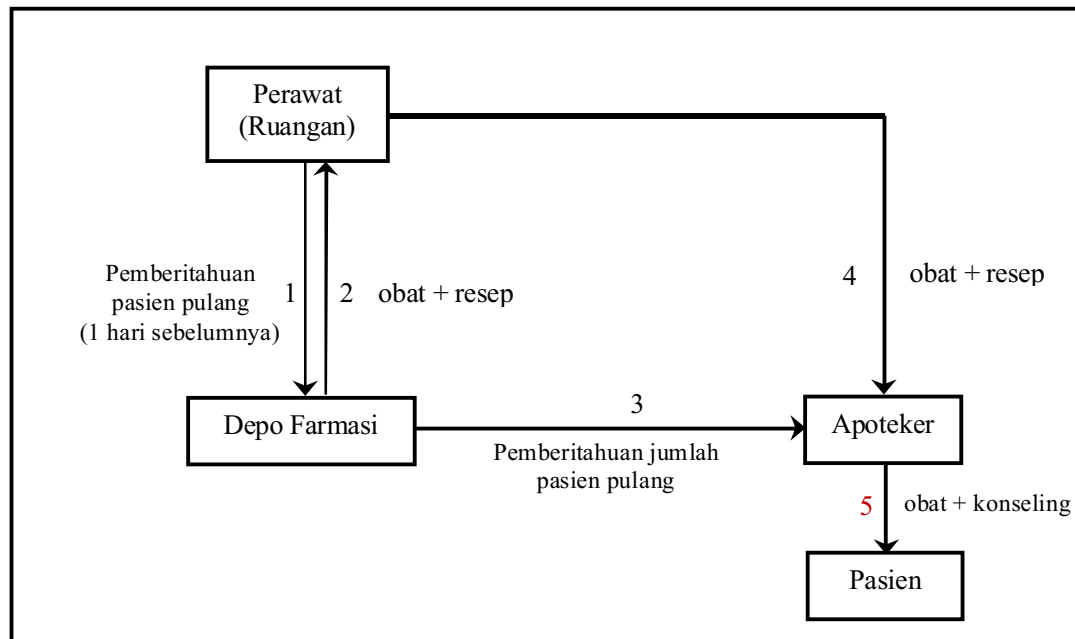 Perawat
(Ruangan)
Pemberitahuan
pasien pulang
(1 hari sebelumnya)
1
2
obat + resep
4
obat + resep
Depo Farmasi
3
Pemberitahuan jumlah
pasien pulang
Apoteker
5
obat + konseling
Pasien